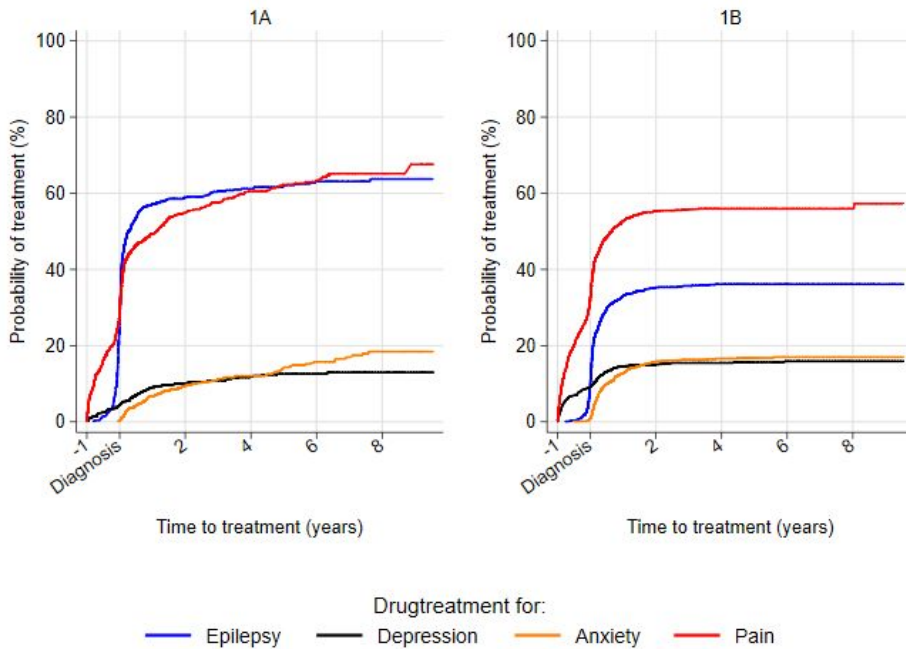 1A
1B
Probability of treatment (%)
100
80
60
40
20
0
-1
Diagnosis
2
4
6
8
Time to treatment (years)
Probability of treatment (%)
100
80
60
40
20
0
-1
Diagnosis
2
4
6
8
Time to treatment (years)
Drugtreatment for:
Epilepsy Depression Anxiety Pain